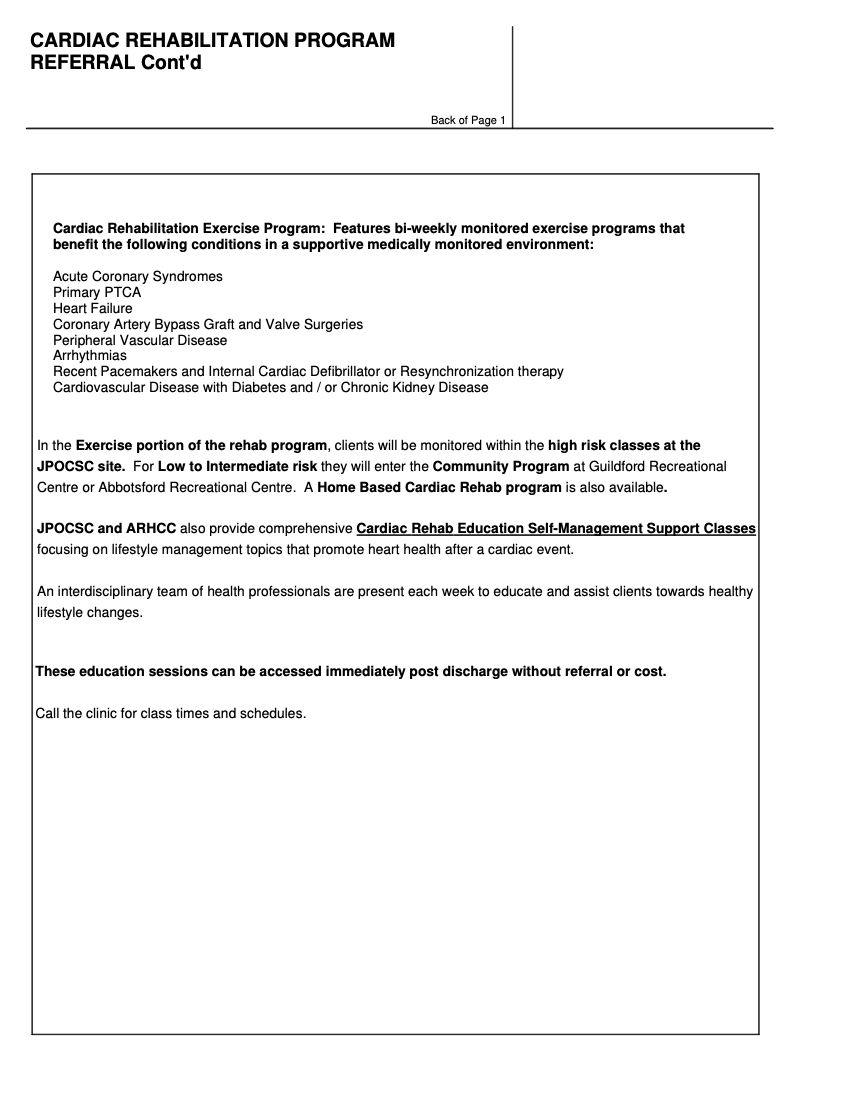 CARDIAC REHABILITATION PROGRAM
REFERRAL Cont'd
Back of Page 1
Cardiac Rehabilitation Exercise Program:  Features bi-weekly monitored exercise programs that
benefit the following conditions in a supportive medically monitored environment:
Acute Coronary Syndromes
Primary PTCA
Heart Failure
Coronary Artery Bypass Graft and Valve Surgeries
Peripheral Vascular Disease
Arrhythmias
Recent Pacemakers and Internal Cardiac Defibrillator or Resynchronization therapy
Cardiovascular Disease with Diabetes and / or Chronic Kidney Disease
In the Exercise portion of the rehab program, clients will be monitored within the high risk classes at the
JPOCSC site.  For Low to Intermediate risk they will enter the Community Program at Guildford Recreational
Centre or Abbotsford Recreational Centre.  A Home Based Cardiac Rehab program is also available.
JPOCSC and ARHCC also provide comprehensive Cardiac Rehab Education Self-Management Support Classes
focusing on lifestyle management topics that promote heart health after a cardiac event.
An interdisciplinary team of health professionals are present each week to educate and assist clients towards healthy
lifestyle changes.
These education sessions can be accessed immediately post discharge without referral or cost.
Call the clinic for class times and schedules.